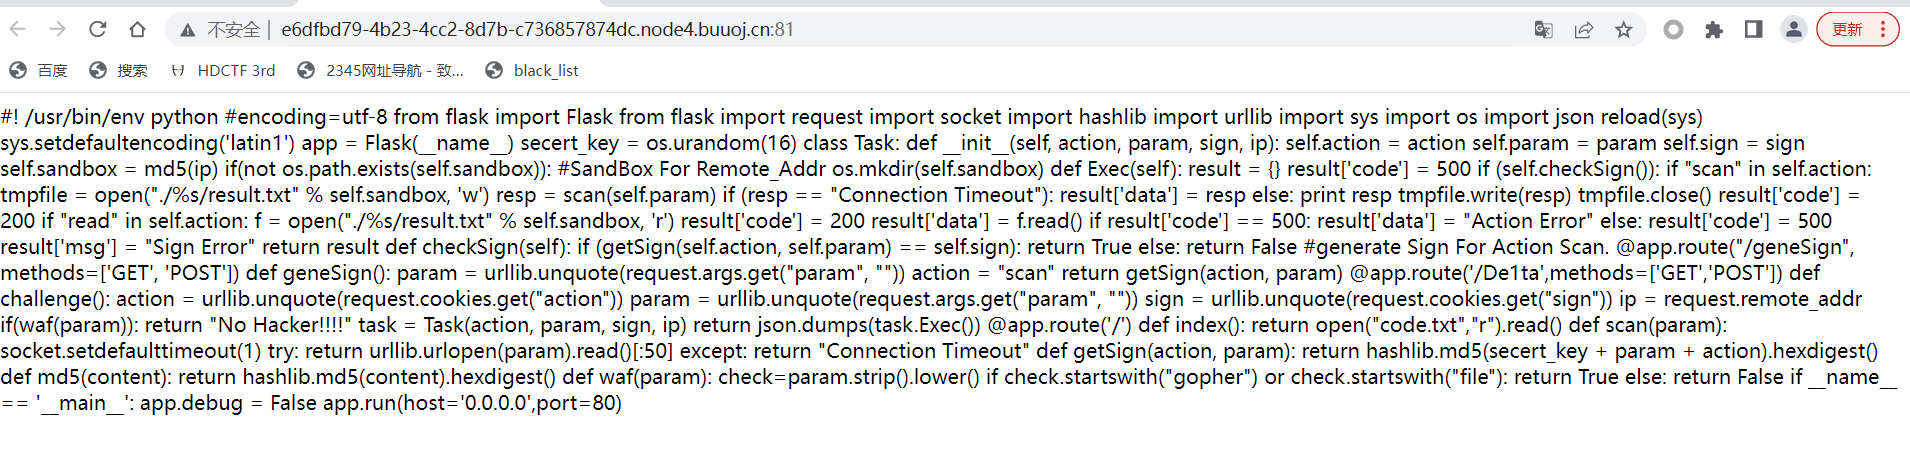 不安全 | e6dfbd79-4b23-4cc2-8d7b-c736857874dc.node4.buuoj.cn:81 更新
百度 搜索 HDCTF 3rd 2345网址导航 - 致... black_list
#! /usr/bin/env python #encoding=utf-8 from flask import Flask from flask import request import socket import hashlib import urllib import sys import os import json reload(sys)
sys.setdefaultencoding('latin1') app = Flask(__name__) secert_key = os.urandom(16) class Task: def __init__(self, action, param, sign, ip): self.action = action self.param = param self.sign = sign
self.sandbox = md5(ip) if(not os.path.exists(self.sandbox)): #SandBox For Remote_Addr os.mkdir(self.sandbox) def Exec(self): result = {} result['code'] = 500 if (self.checkSign()): if "scan" in self.action:
tmpfile = open("./%s/result.txt" % self.sandbox, 'w') resp = scan(self.param) if (resp == "Connection Timeout"): result['data'] = resp else: print resp tmpfile.write(resp) tmpfile.close() result['code'] =
200 if "read" in self.action: f = open("./%s/result.txt" % self.sandbox, 'r') result['code'] = 200 result['data'] = f.read() if result['code'] == 500: result['data'] = "Action Error" else: result['code'] = 500
result['msg'] = "Sign Error" return result def checkSign(self): if (getSign(self.action, self.param) == self.sign): return True else: return False #generate Sign For Action Scan. @app.route("/geneSign",
methods=['GET', 'POST']) def geneSign(): param = urllib.unquote(request.args.get("param", "")) action = "scan" return getSign(action, param) @app.route('/De1ta',methods=['GET','POST']) def
challenge(): action = urllib.unquote(request.cookies.get("action")) param = urllib.unquote(request.args.get("param", "")) sign = urllib.unquote(request.cookies.get("sign")) ip = request.remote_addr
if(waf(param)): return "No Hacker!!!!" task = Task(action, param, sign, ip) return json.dumps(task.Exec()) @app.route('/') def index(): return open("code.txt","r").read() def scan(param):
socket.setdefaulttimeout(1) try: return urllib.urlopen(param).read()[:50] except: return "Connection Timeout" def getSign(action, param): return hashlib.md5(secert_key + param + action).hexdigest()
def md5(content): return hashlib.md5(content).hexdigest() def waf(param): check=param.strip().lower() if check.startswith("gopher") or check.startswith("file"): return True else: return False if __name__
== '__main__': app.debug = False app.run(host='0.0.0.0',port=80)